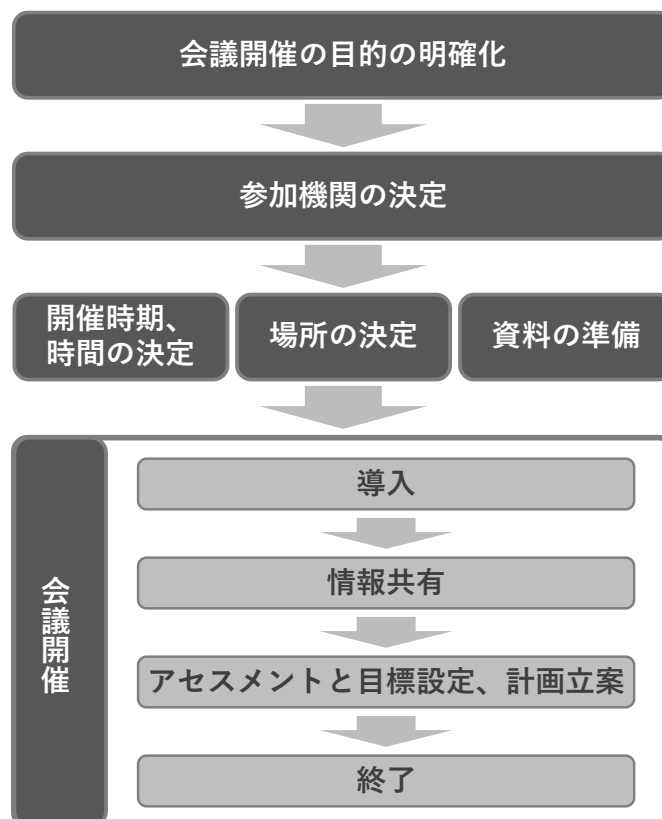 会議開催の目的の明確化
参加機関の決定
開催時期、
時間の決定
場所の決定
資料の準備
会議開催
導入
情報共有
アセスメントと目標設定、計画立案
終了